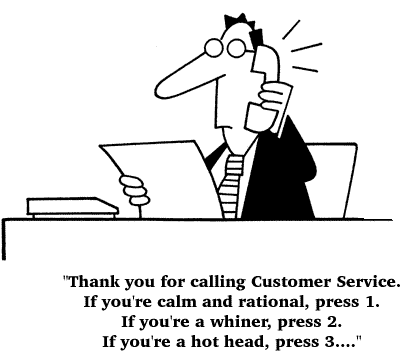 "Thank you for calling Customer Service.
If you're calm and rational, press 1.
If you're a whiner, press 2.
If you're a hot head, press 3...."